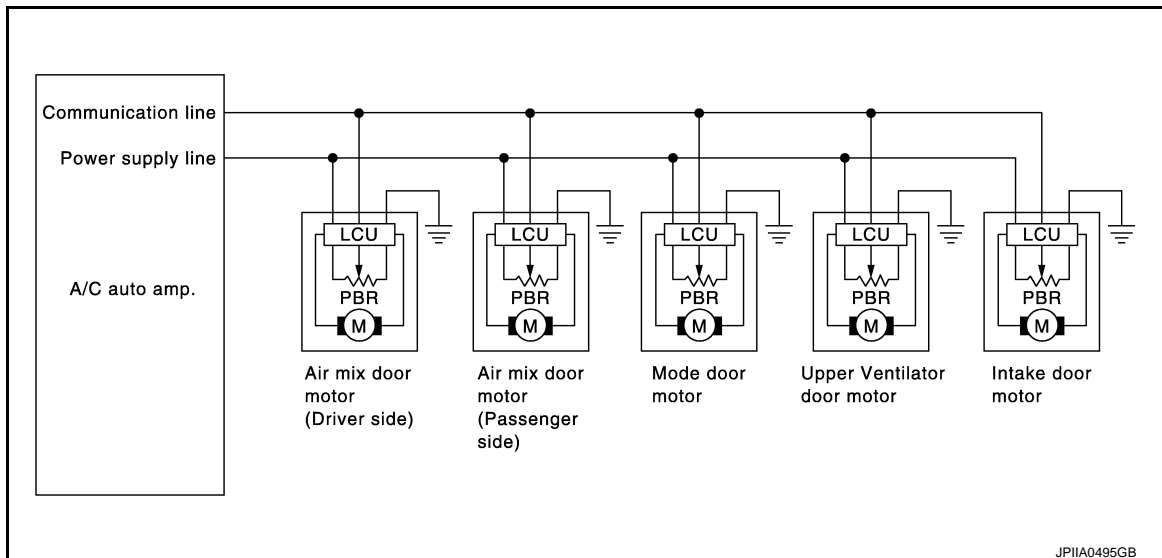 Communication line
Power supply line
A/C auto amp.
LCU
PBR
M
LCU
PBR
M
LCU
PBR
M
LCU
PBR
M
LCU
PBR
M
Air mix door
motor
(Driver side)
Air mix door
motor
(Passenger
side)
Mode door
motor
Upper Ventilator
door motor
Intake door
motor
JPIIA0495GB